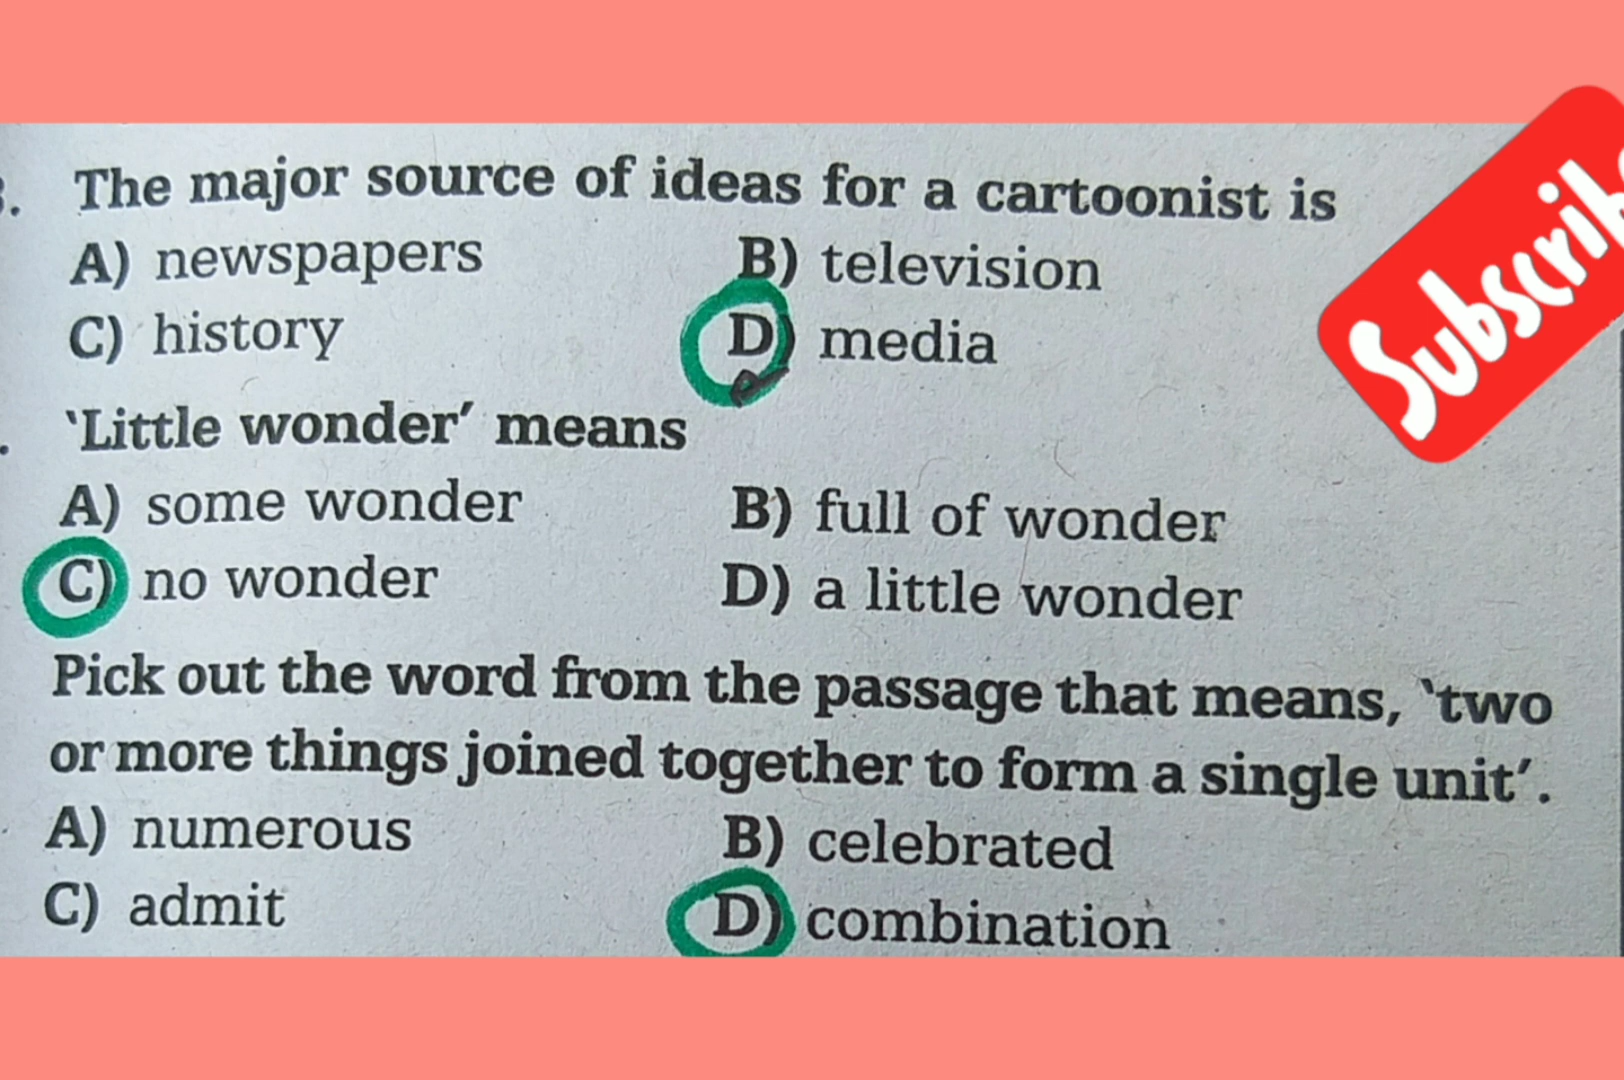 3. The major source of ideas for a cartoonist is
A) newspapers B) television
C) history D) media
. 'Little wonder' means
A) some wonder B) full of wonder
C) no wonder D) a little wonder
Pick out the word from the passage that means, 'two
or more things joined together to form a single unit'.
A) numerous B) celebrated
C) admit D) combination